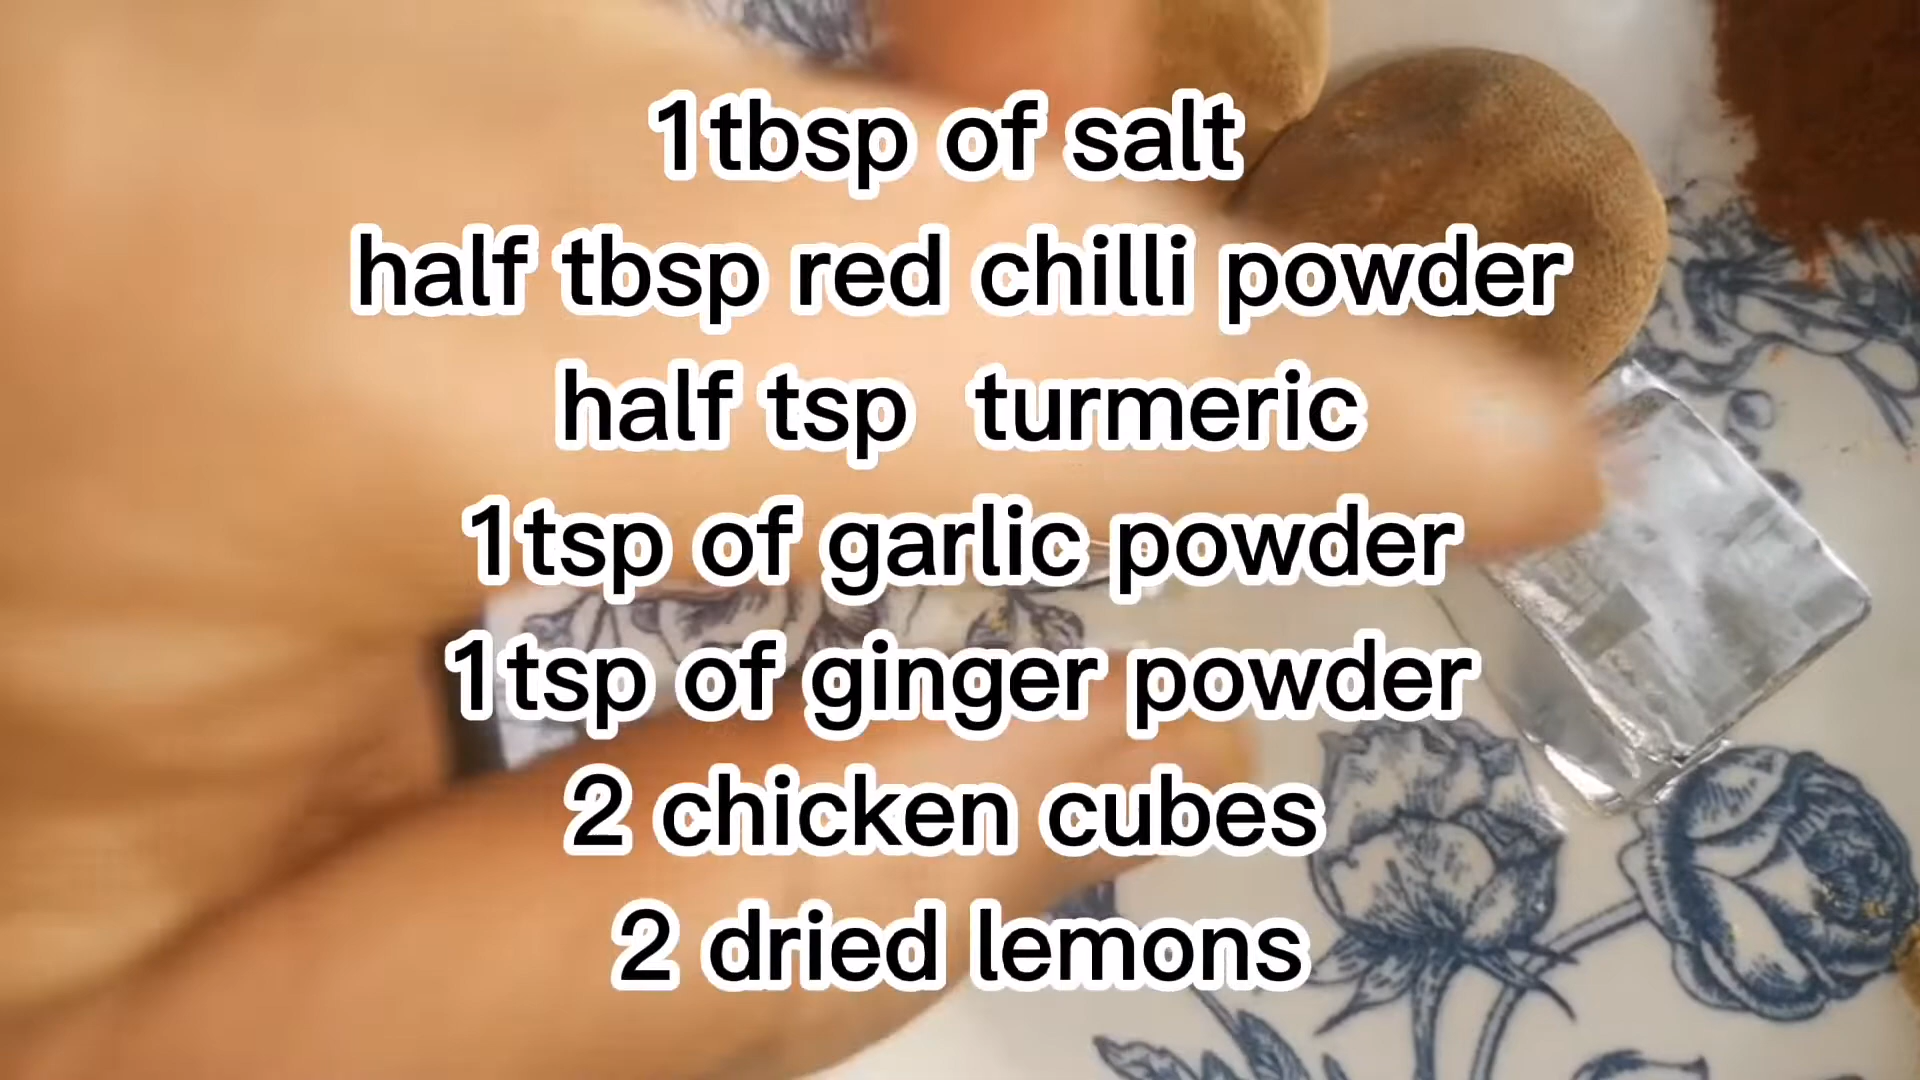 1tbsp of salt
half tbsp red chilli powder
half tsp turmeric
1tsp of garlic powder
1tsp of ginger powder
2 chicken cubes
2 dried lemons